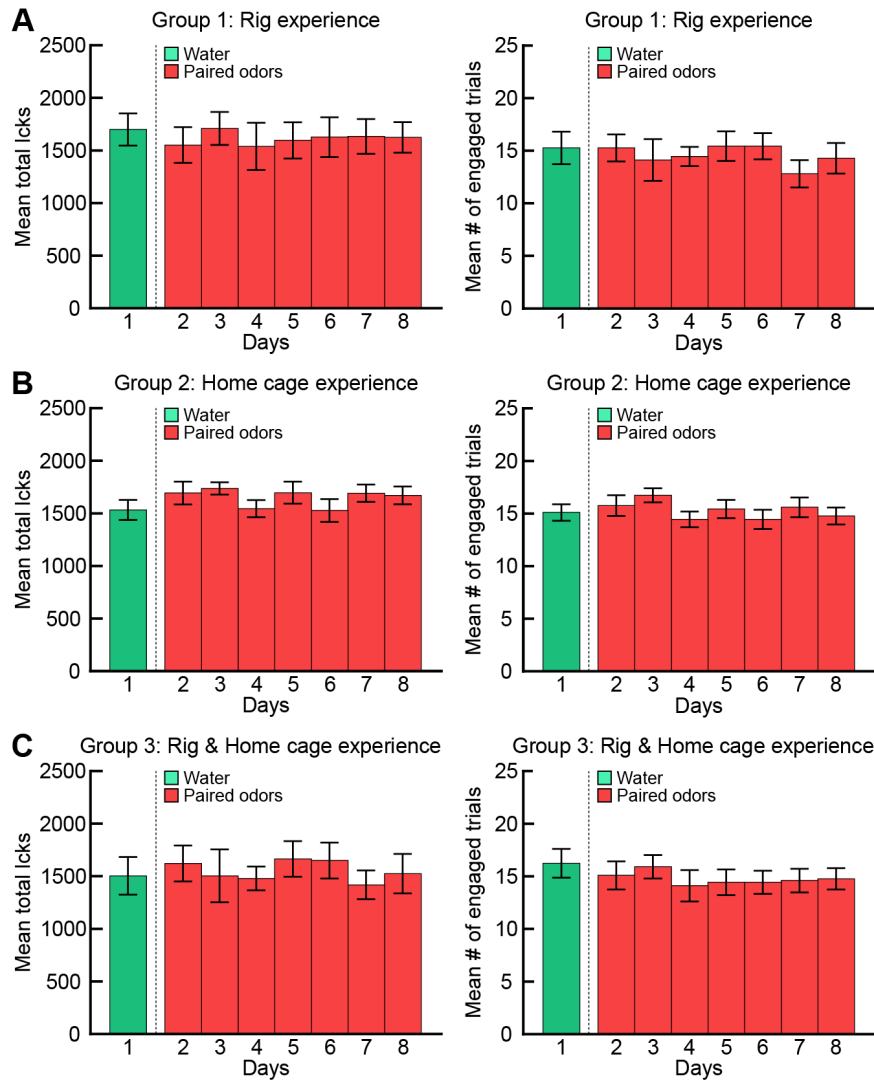 A
Group 1: Rig experience
Mean total lcks
2500
2000
1500
1000
500
0
Water
Paired odors
1 2 3 4 5 6 7 8
Days
Group 1: Rig experience
Mean # of engaged trials
25
20
15
10
5
0
Water
Paired odors
1 2 3 4 5 6 7 8
Days
B
Group 2: Home cage experience
Mean total lcks
2500
2000
1500
1000
500
0
Water
Paired odors
1 2 3 4 5 6 7 8
Days
Group 2: Home cage experience
Mean # of engaged trials
25
20
15
10
5
0
Water
Paired odors
1 2 3 4 5 6 7 8
Days
C
Group 3: Rig & Home cage experience
Mean total lcks
2500
2000
1500
1000
500
0
Water
Paired odors
1 2 3 4 5 6 7 8
Days
Group 3: Rig & Home cage experience
Mean # of engaged trials
25
20
15
10
5
0
Water
Paired odors
1 2 3 4 5 6 7 8
Days